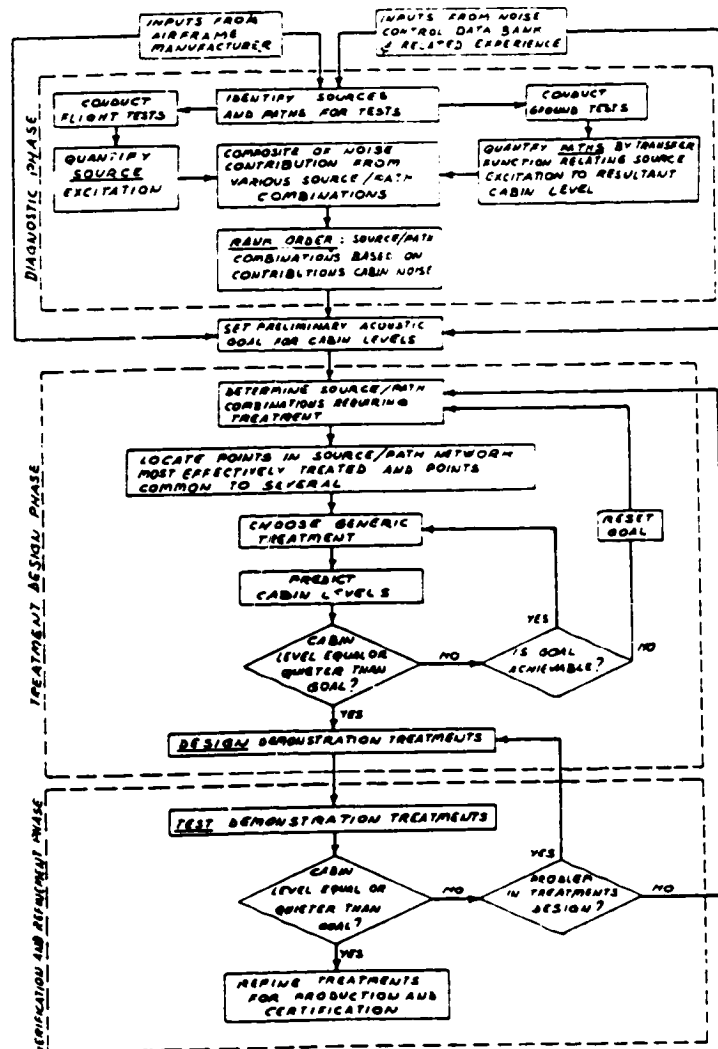 INPUTS FROM
AIRFRAME
MANUFACTURER
INPUTS FROM NOISE
CONTROL DATA BANK
& RELATED EXPERIENCE
DIAGNOSTIC PHASE
CONDUCT
FLIGHT TESTS
IDENTIFY SOURCES
AND PATHS FOR TESTS
CONDUCT
GROUND TESTS
QUANTIFY
SOURCE
EXCITATION
COMPOSITE OF NOISE
CONTRIBUTION FROM
VARIOUS SOURCE/PATH
COMBINATIONS
QUANTIFY PATHS BY TRANSFER
FUNCTION RELATING SOURCE
EXCITATION TO RESULTANT
CABIN LEVEL
RANK ORDER: SOURCE/PATH
COMBINATIONS BASED ON
CONTRIBUTIONS CABIN NOISE
SET PRELIMINARY ACOUSTIC
GOAL FOR CABIN LEVELS
TREATMENT DESIGN PHASE
DETERMINE SOURCE/PATH
COMBINATIONS REQUIRING
TREATMENT
LOCATE POINTS IN SOURCE/PATH NETWORK
MOST EFFECTIVELY TREATED AND POINTS
COMMON TO SEVERAL
CHOOSE GENERIC
TREATMENT
RESET
GOAL
PREDICT
CABIN LEVELS
CABIN
LEVEL EQUAL OR
QUIETER THAN
GOAL?
NO
YES
IS GOAL
ACHIEVABLE?
NO
YES
DESIGN DEMONSTRATION TREATMENTS
VERIFICATION AND REFINEMENT PHASE
TEST DEMONSTRATION TREATMENTS
CABIN
LEVEL EQUAL OR
QUIETER THAN
GOAL?
NO
YES
PROBLEM
IN TREATMENTS
DESIGN?
NO
YES
REFINE TREATMENTS
FOR PRODUCTION AND
CERTIFICATION